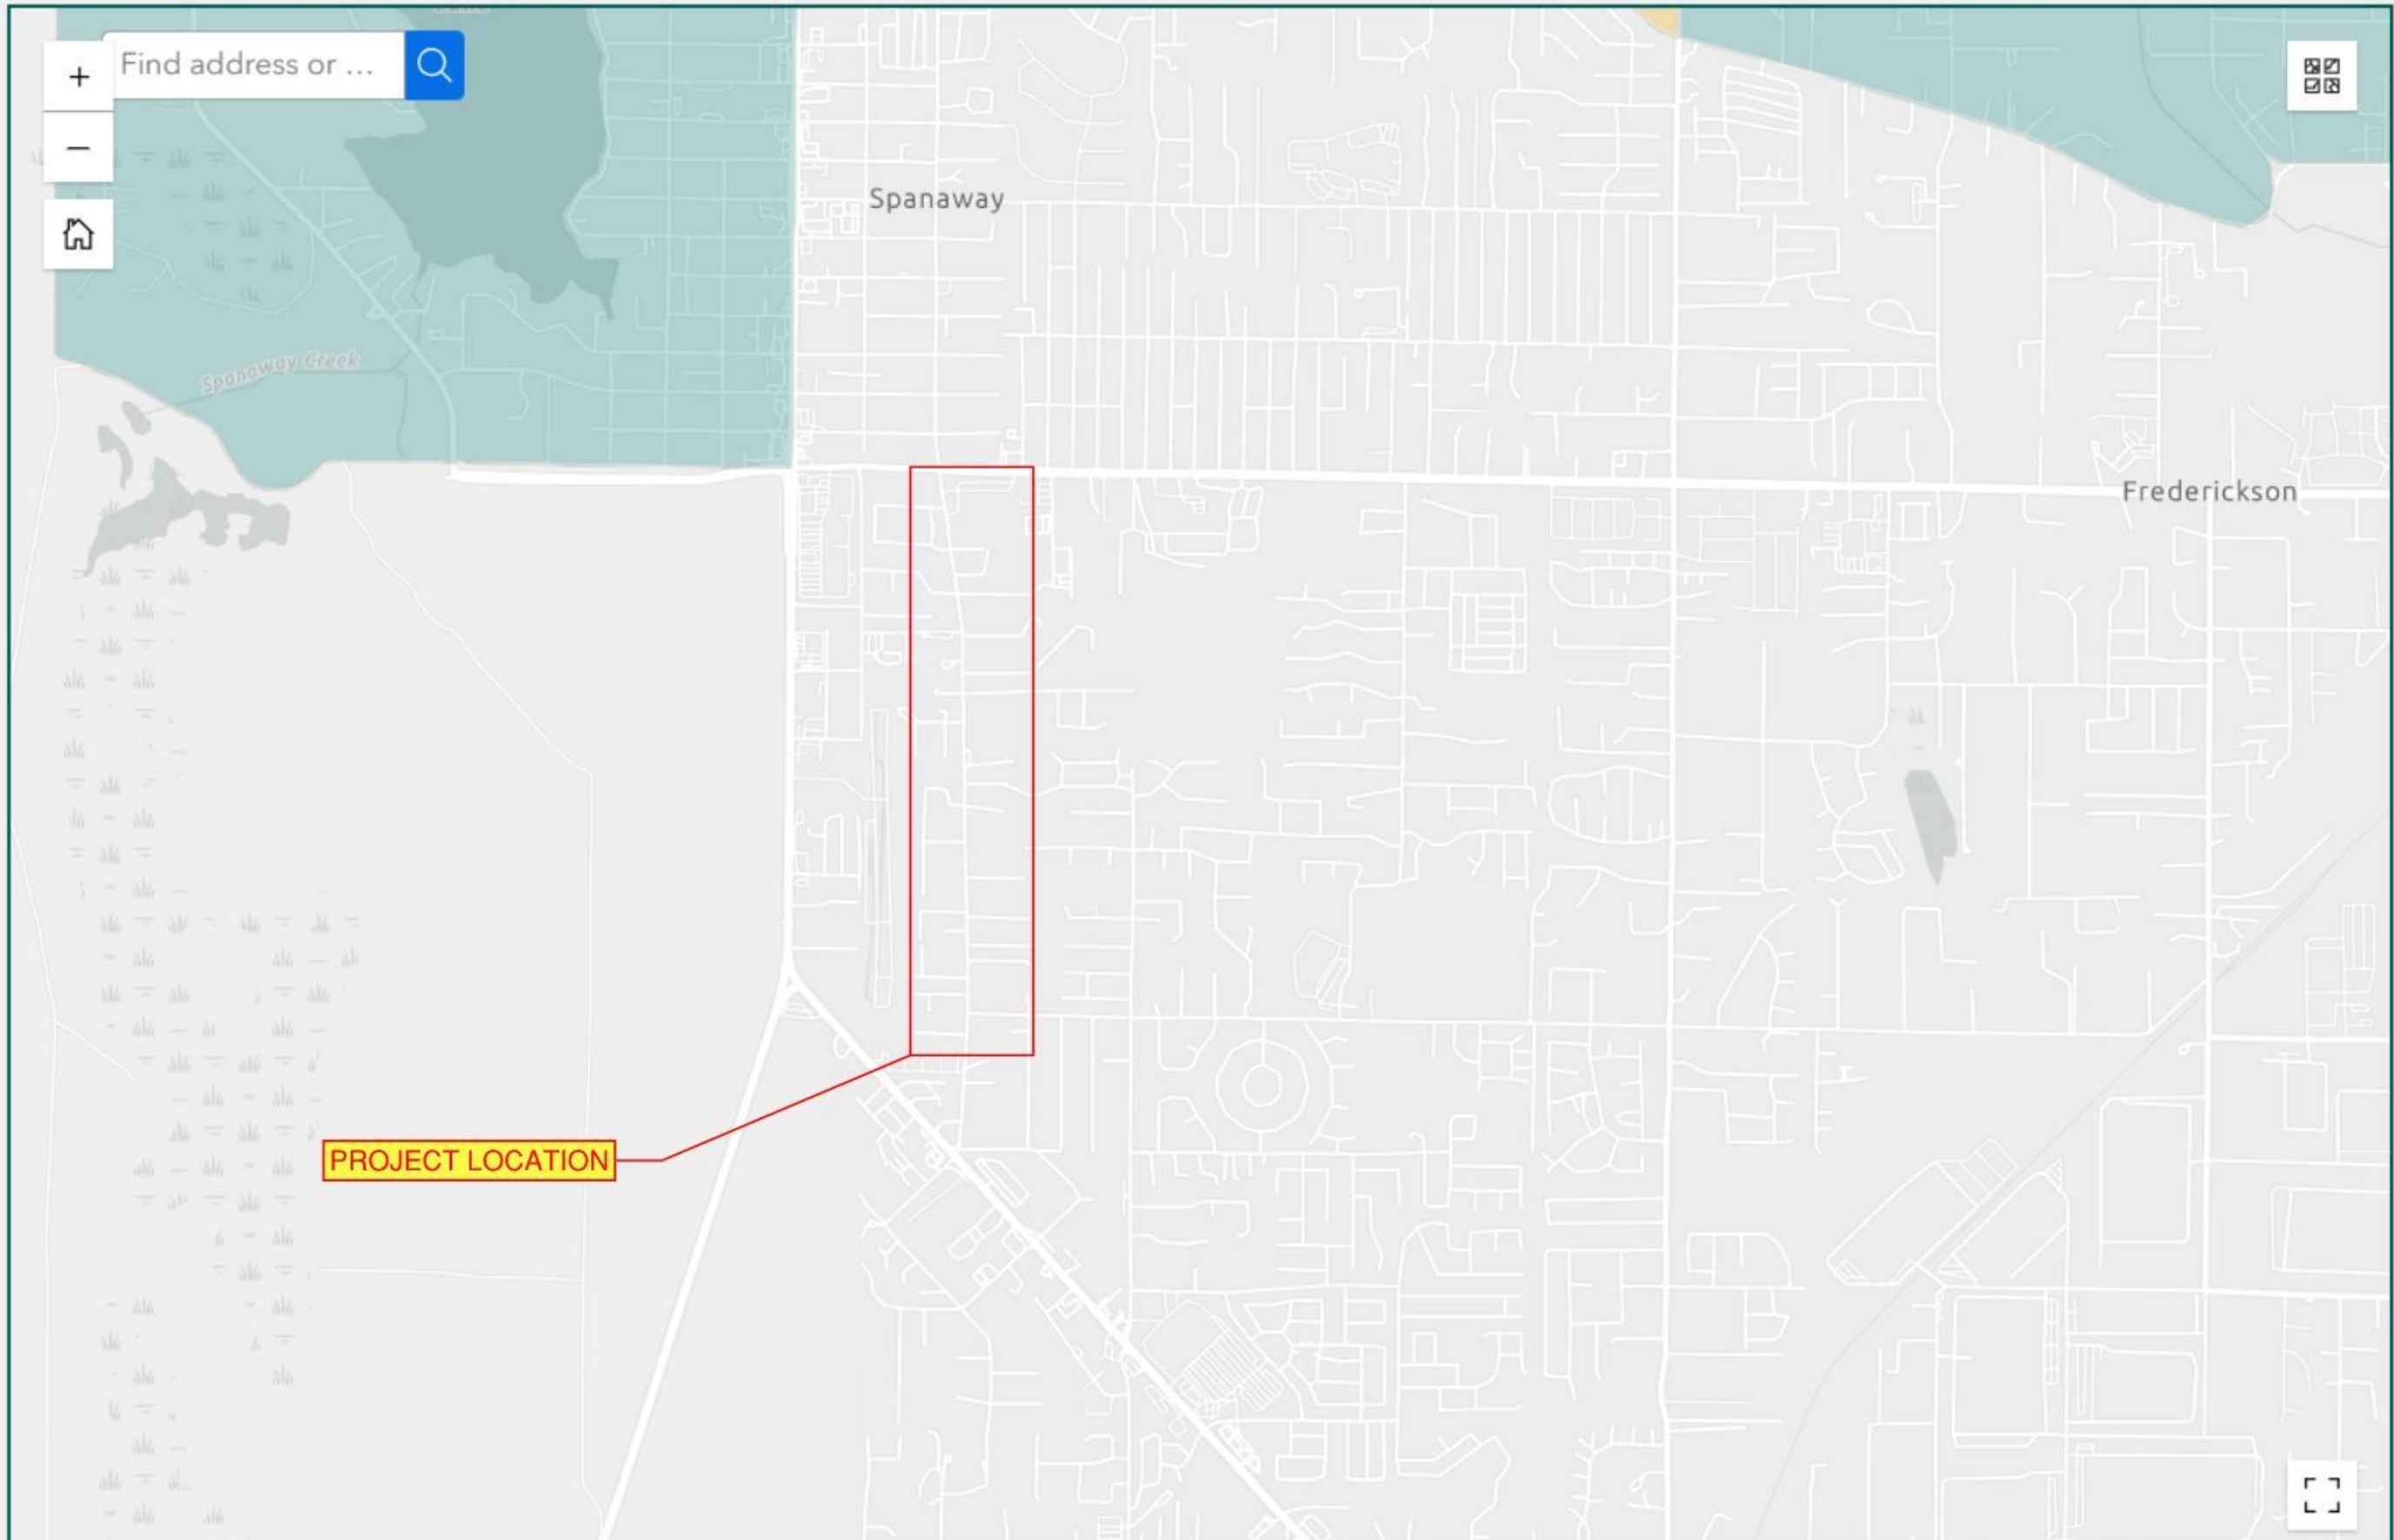 Find address or ...
Spanaway
Spanaway Creek
Frederickson
PROJECT LOCATION